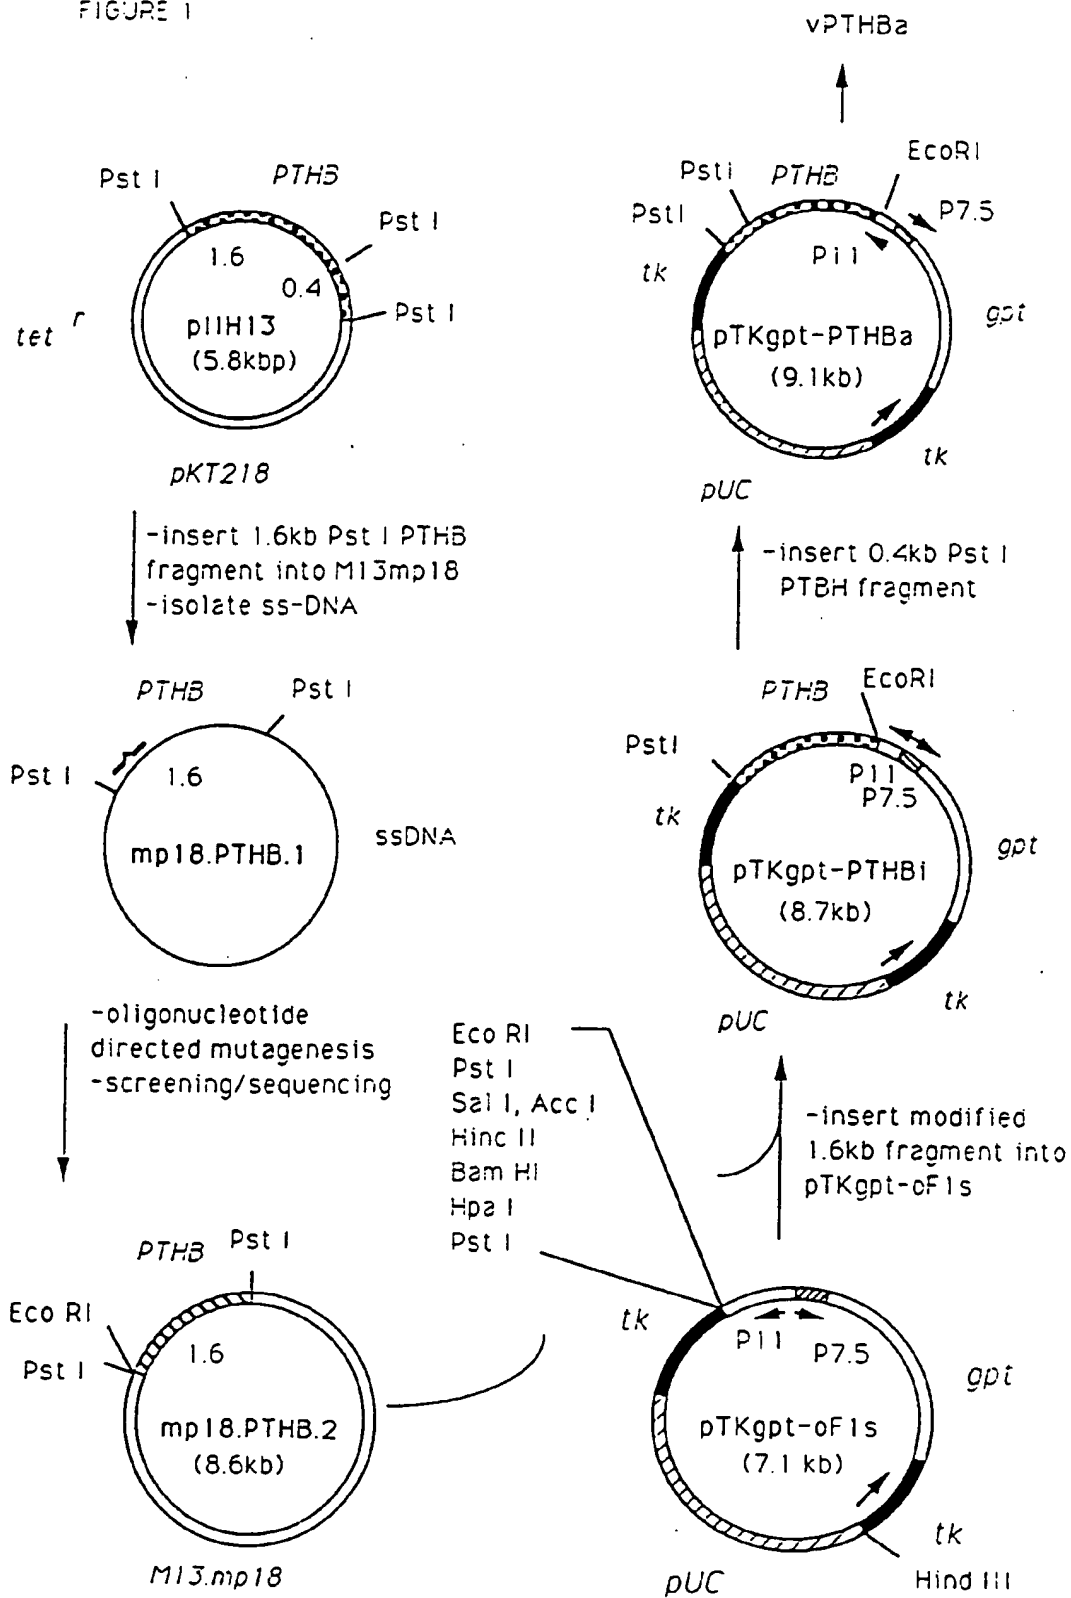 FIGURE 1
Pst I
PTHB
Pst I
1.6
0.4
Pst I
tet r
pIIH13
(5.8kbp)
pKT218
-insert 1.6kb Pst I PTHB
fragment into M13mp18
-isolate ss-DNA
PTHB
Pst I
Pst I
1.6
mp18.PTHB.1
ssDNA
-oligonucleotide
directed mutagenesis
-screening/sequencing
PTHB
Pst I
Eco RI
Pst I
1.6
mp18.PTHB.2
(8.6kb)
M13.mp18
Eco RI
Pst I
Sal I, Acc I
Hinc II
Bam HI
Hpa I
Pst I
tk
P11
P7.5
gpt
pTKgpt-oF1s
(7.1 kb)
tk
Hind III
pUC
-insert modified
1.6kb fragment into
pTKgpt-oF1s
PTHB
EcoRI
PstI
P11
P7.5
tk
gpt
pTKgpt-PTHBi
(8.7kb)
tk
pUC
-insert 0.4kb Pst I
PTBH fragment
vPTHBa
EcoRI
PstI
PTHB
P7.5
PstI
P11
tk
gpt
pTKgpt-PTHBa
(9.1kb)
tk
pUC